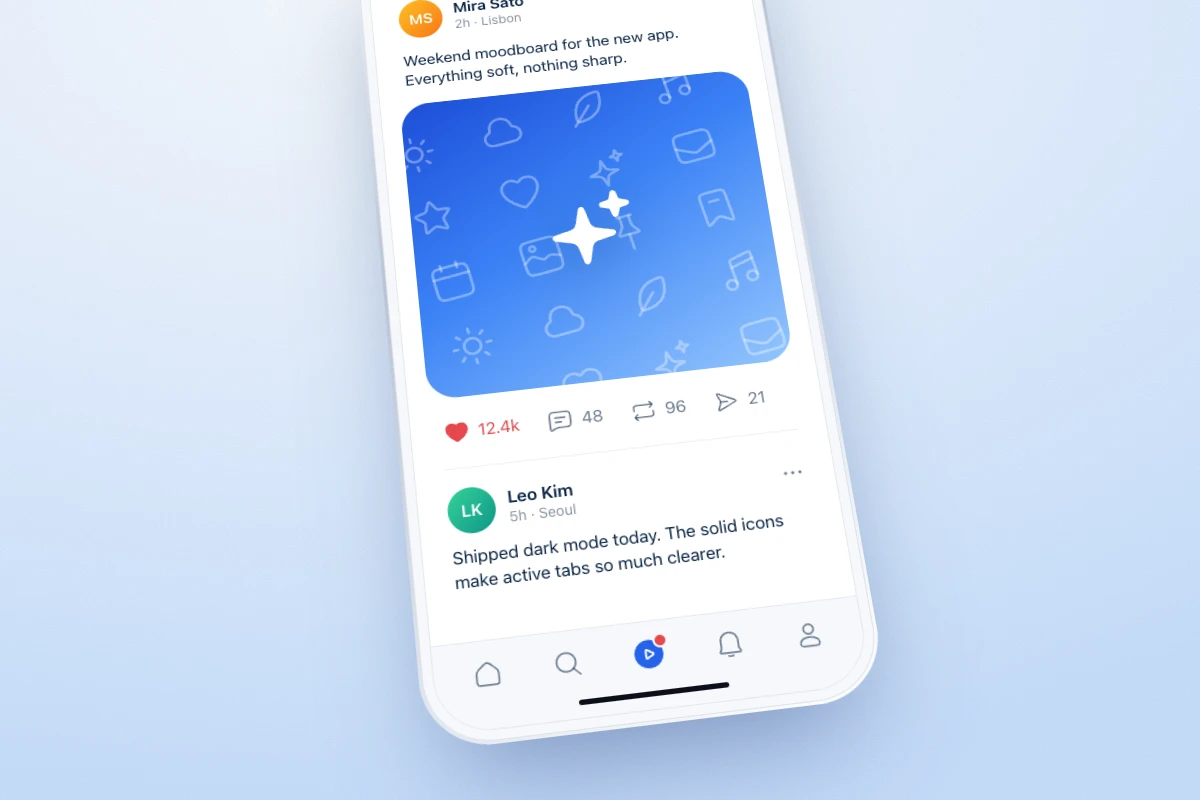 MS
Mira Sato
2h · Lisbon
Weekend moodboard for the new app.
Everything soft, nothing sharp.
12.4k
48
96
21
LK
Leo Kim
5h · Seoul
Shipped dark mode today. The solid icons
make active tabs so much clearer.